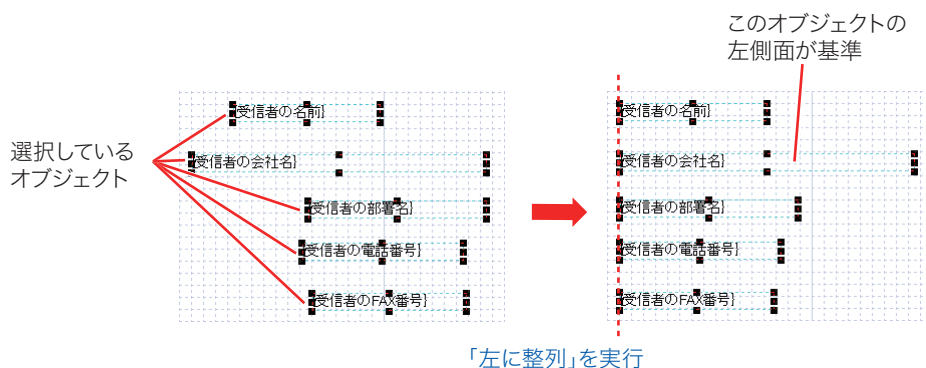 このオブジェクトの
左側面が基準
選択している
オブジェクト
{受信者の名前}
{受信者の会社名}
{受信者の部署名}
{受信者の電話番号}
{受信者のFAX番号}
{受信者の名前}
{受信者の会社名}
{受信者の部署名}
{受信者の電話番号}
{受信者のFAX番号}
「左に整列」を実行